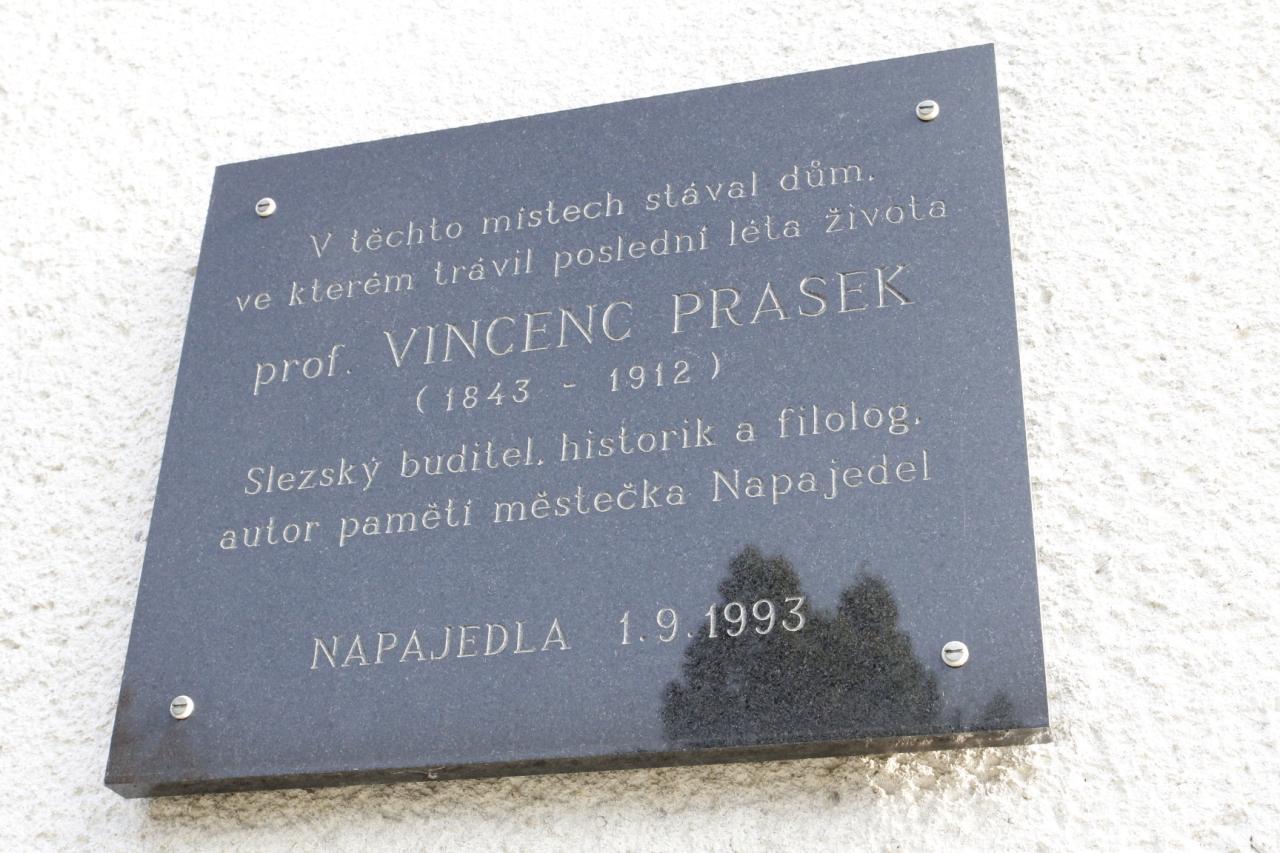 V těchto místech stával dům,
ve kterém trávil poslední léta života
prof. VINCENC PRASEK
(1843 - 1912)
Slezský buditel, historik a filolog,
autor pamětí městečka Napajedel
NAPAJEDLA 1.9.1993